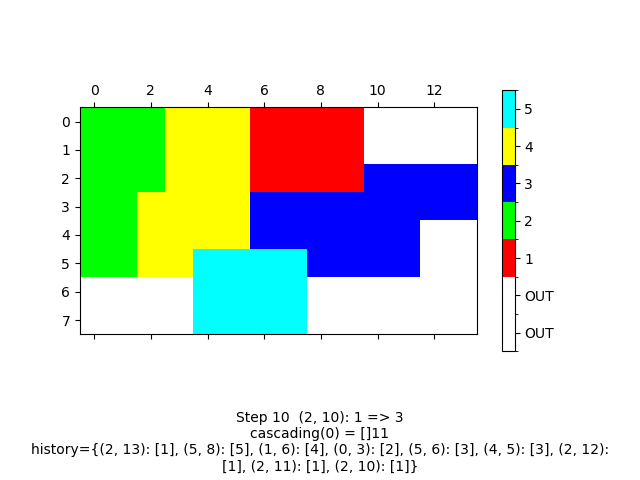 0 2 4 6 8 10 12
0
1
2
3
4
5
6
7
5
4
3
2
1
OUT
OUT
Step 10  (2, 10): 1 => 3
cascading(0) = []11
history={(2, 13): [1], (5, 8): [5], (1, 6): [4], (0, 3): [2], (5, 6): [3], (4, 5): [3], (2, 12):
[1], (2, 11): [1], (2, 10): [1]}